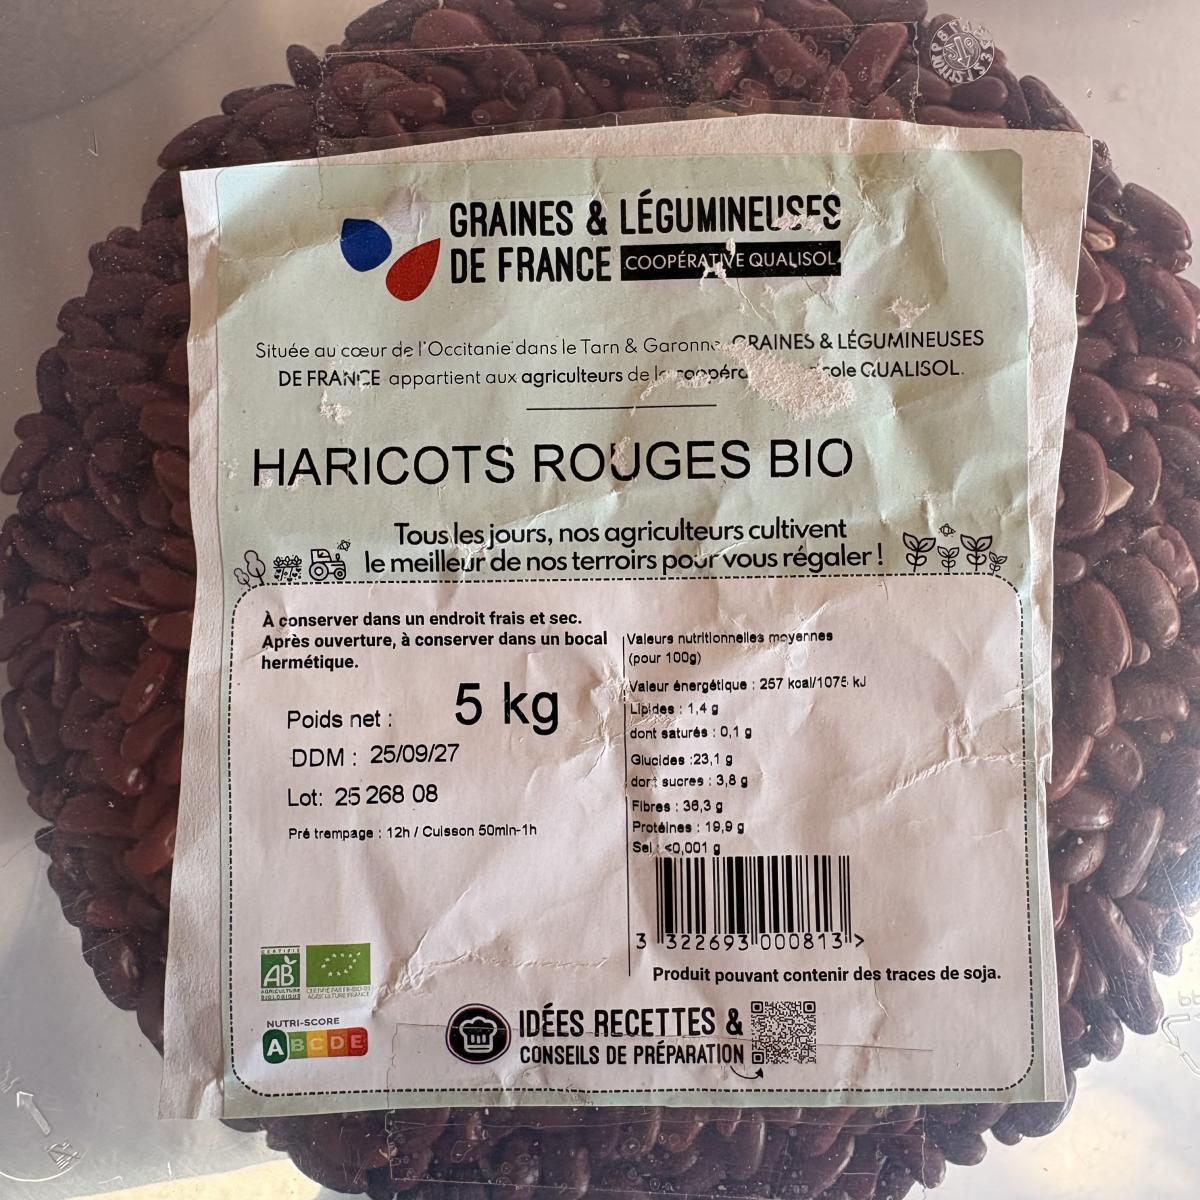 GRAINES & LÉGUMINEUSES
DE FRANCE COOPÉRATIVE QUALISOL
Située au cœur de l'Occitanie dans le Tarn & Garonne, GRAINES & LÉGUMINEUSES
DE FRANCE appartient aux agriculteurs de la QUALISOL.
HARICOTS ROUGES BIO
Tous les jours, nos agriculteurs cultivent
le meilleur de nos terroirs pour vous régaler !
À conserver dans un endroit frais et sec.
Après ouverture, à conserver dans un bocal
hermétique.
Poids net : 5 kg
DDM : 25/09/27
Lot: 25 268 08
Pré trempage : 12h / Cuisson 50min-1h
Valeurs nutritionnelles moyennes
(pour 100g)
Valeur énergétique : 257 kcal/1075 kJ
Lipides : 1,4 g
dont saturés : 0,1 g
Glucides :23,1 g
dont sucres : 3,8 g
Fibres : 36,3 g
Protéines : 19,9 g
Sel : <0,001 g
3 322693 000813 >
Produit pouvant contenir des traces de soja.
CERTIFIÉ
AB
AGRICULTURE
BIOLOGIQUE
AGRICULTURE FRANCE
NUTRI-SCORE
A B C D E
IDÉES RECETTES &
CONSEILS DE PRÉPARATION